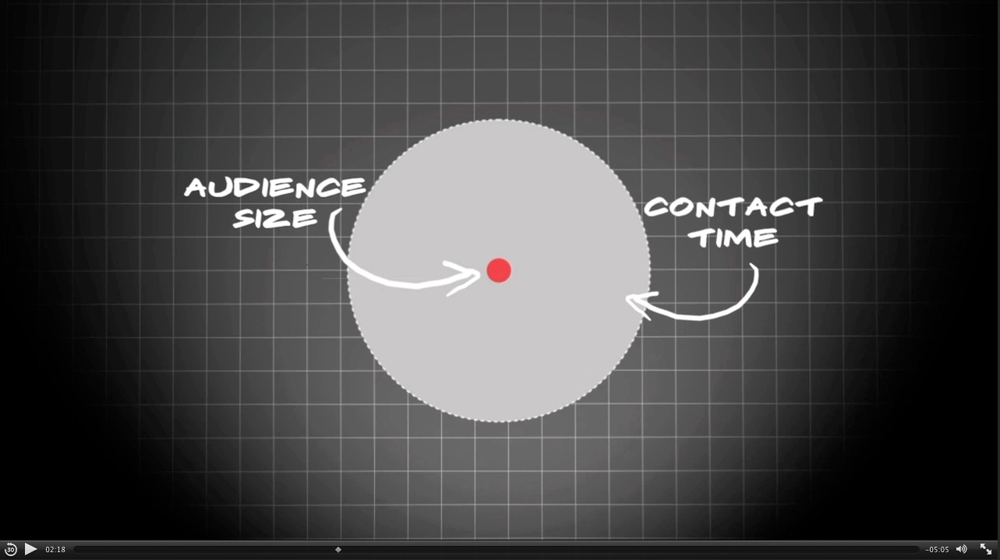 AUDIENCE
SIZE
CONTACT
TIME
30
02:18
-05:05